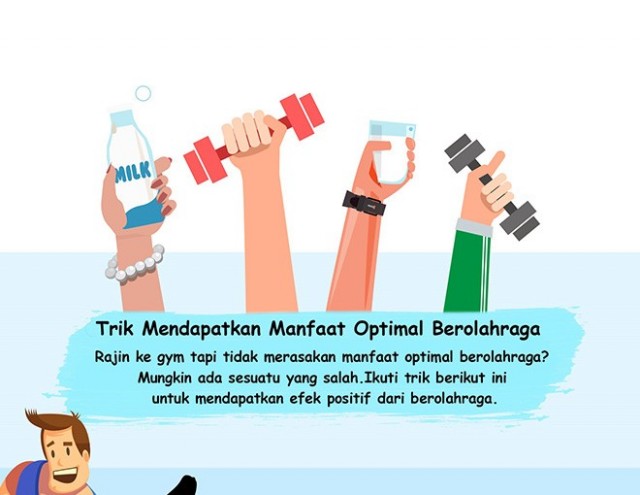 MILK
Trik Mendapatkan Manfaat Optimal Berolahraga
Rajin ke gym tapi tidak merasakan manfaat optimal berolahraga?
Mungkin ada sesuatu yang salah.Ikuti trik berikut ini
untuk mendapatkan efek positif dari berolahraga.